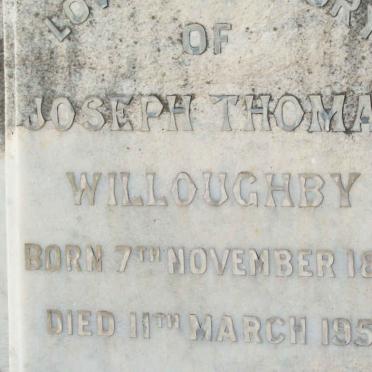 OF
JOSEPH THOMA
WILLOUGHBY
BORN 7TH NOVEMBER 18
DIED 11TH MARCH 195